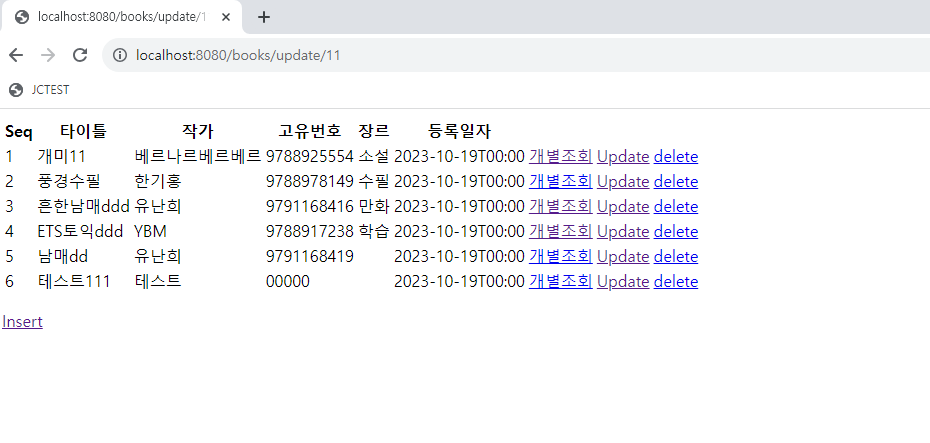 localhost:8080/books/update/1
localhost:8080/books/update/11
JCTEST
Seq 타이틀 작가 고유번호 장르 등록일자
1 개미11 베르나르베르베르 9788925554 소설 2023-10-19T00:00 개별조회 Update delete
2 풍경수필 한기홍 9788978149 수필 2023-10-19T00:00 개별조회 Update delete
3 흔한남매ddd 유난희 9791168416 만화 2023-10-19T00:00 개별조회 Update delete
4 ETS토익ddd YBM 9788917238 학습 2023-10-19T00:00 개별조회 Update delete
5 남매dd 유난희 9791168419 2023-10-19T00:00 개별조회 Update delete
6 테스트111 테스트 00000 2023-10-19T00:00 개별조회 Update delete
Insert